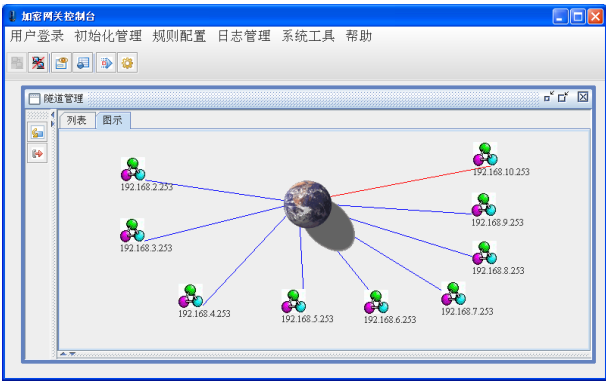 加密网关控制台
用户登录 初始化管理 规则配置 日志管理 系统工具 帮助
隧道管理
列表 图示
192.168.10.253
192.168.2.253
192.168.9.253
192.168.3.253
192.168.8.253
192.168.4.253
192.168.5.253
192.168.6.253
192.168.7.253